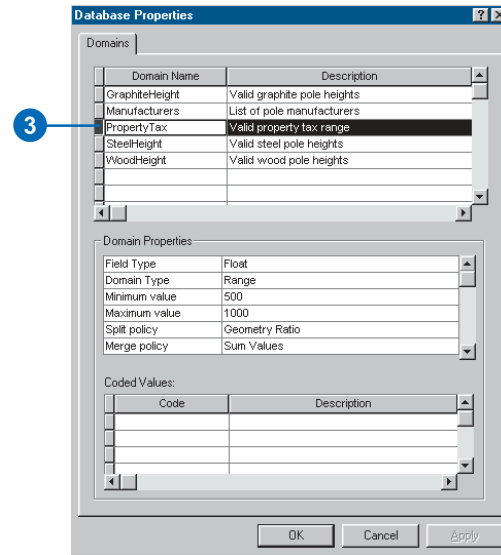 Database Properties
Domains
Domain Name Description
GraphiteHeight Valid graphite pole heights
Manufacturers List of pole manufacturers
3 PropertyTax Valid property tax range
SteelHeight Valid steel pole heights
WoodHeight Valid wood pole heights
Domain Properties
Field Type Float
Domain Type Range
Minimum value 500
Maximum value 1000
Split policy Geometry Ratio
Merge policy Sum Values
Coded Values:
Code Description
OK Cancel Apply